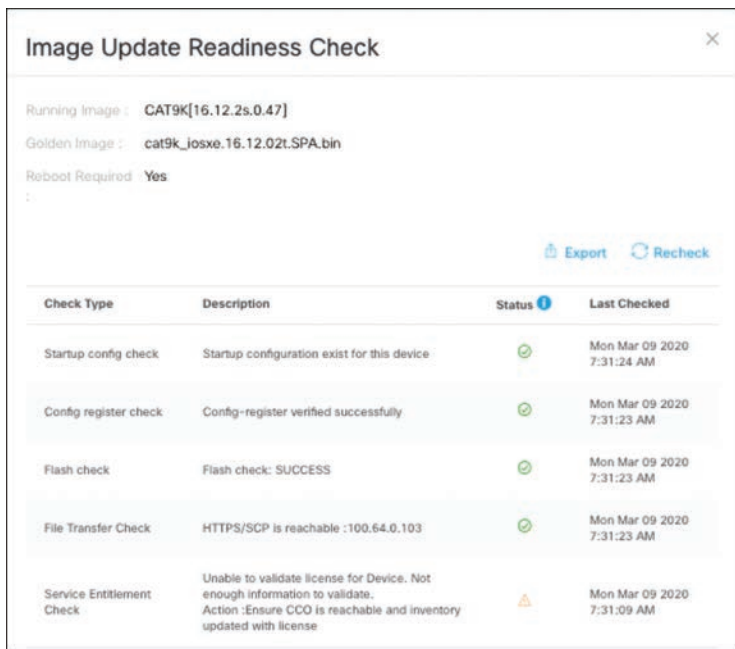 Image Update Readiness Check
Running Image : CAT9K[16.12.2s.0.47]
Golden Image : cat9k_iosxe.16.12.02t.SPA.bin
Reboot Required Yes
:
Export Recheck
Check Type Description Status Last Checked
Startup config check Startup configuration exist for this device Mon Mar 09 2020
7:31:24 AM
Config register check Config-register verified successfully Mon Mar 09 2020
7:31:23 AM
Flash check Flash check: SUCCESS Mon Mar 09 2020
7:31:23 AM
File Transfer Check HTTPS/SCP is reachable :100.64.0.103 Mon Mar 09 2020
7:31:23 AM
Service Entitlement
Check
Unable to validate license for Device. Not
enough information to validate.
Action :Ensure CCO is reachable and inventory
updated with license
Mon Mar 09 2020
7:31:09 AM